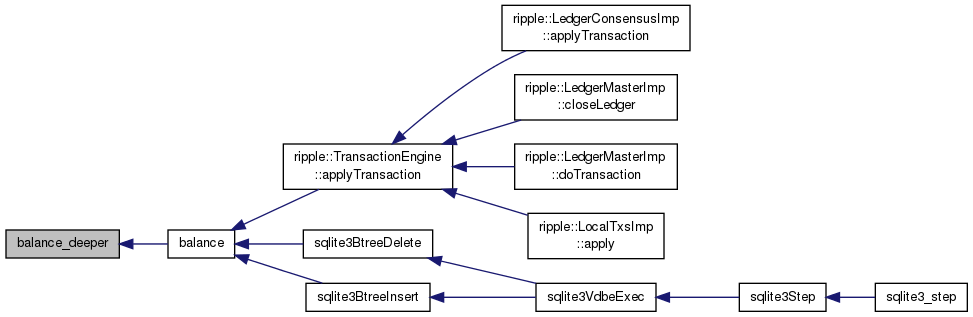 ripple::LedgerConsensusImp
::applyTransaction
ripple::LedgerMasterImp
::closeLedger
ripple::TransactionEngine
::applyTransaction
ripple::LedgerMasterImp
::doTransaction
ripple::LocalTxsImp
::apply
balance_deeper
balance
sqlite3BtreeDelete
sqlite3BtreeInsert
sqlite3VdbeExec
sqlite3Step
sqlite3_step